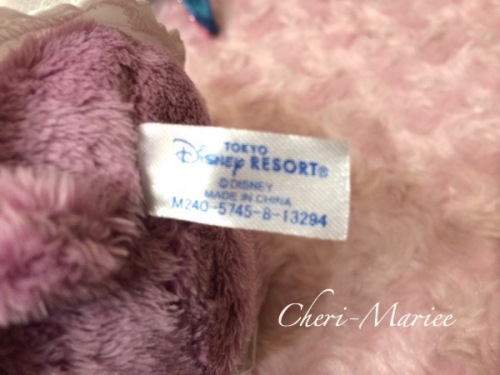 TOKYO
Disney RESORT®
© DISNEY
MADE IN CHINA
M240-5745-8-13294
Cheri-Mariee